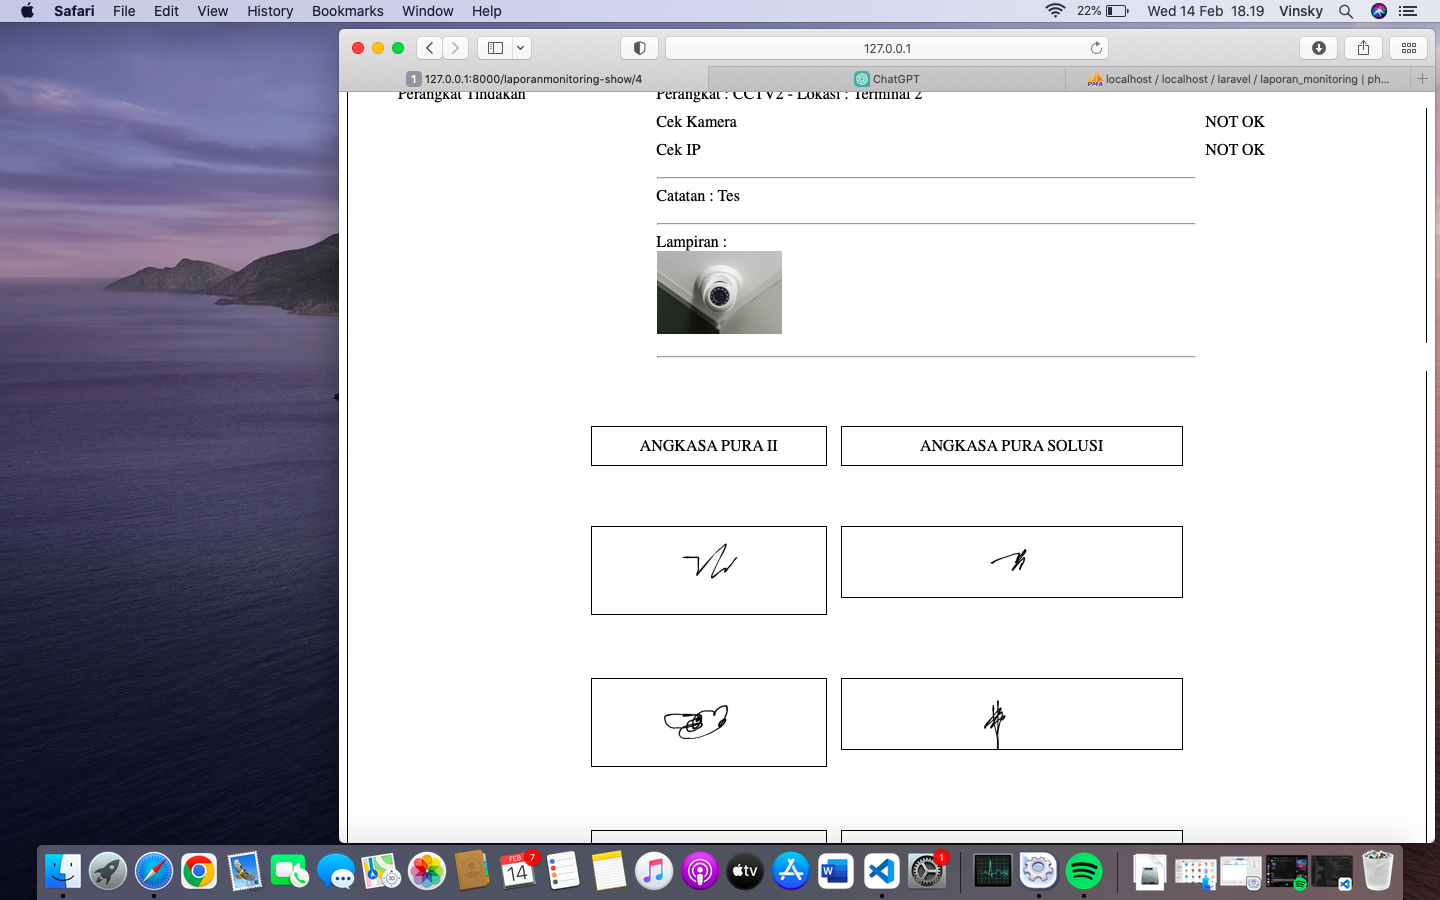 Safari File Edit View History Bookmarks Window Help 22% Wed 14 Feb 18.19 Vinsky
127.0.0.1
1 127.0.0.1:8000/laporanmonitoring-show/4 ChatGPT localhost / localhost / laravel / laporan_monitoring | ph...
Perangkat Tindakan Perangkat : CCTV2 - Lokasi : Terminal 2
Cek Kamera NOT OK
Cek IP NOT OK
Catatan : Tes
Lampiran :
ANGKASA PURA II ANGKASA PURA SOLUSI
FEB 7
14
tv
W
1